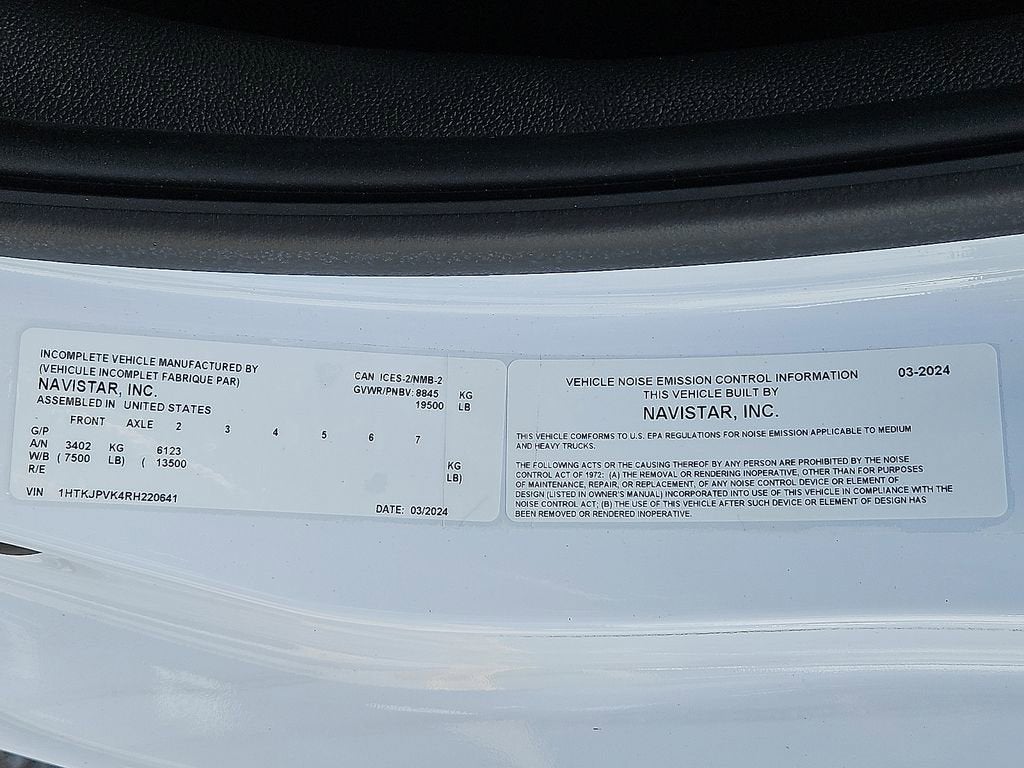 INCOMPLETE VEHICLE MANUFACTURED BY
(VEHICULE INCOMPLET FABRIQUE PAR)
NAVISTAR, INC.
ASSEMBLED IN UNITED STATES
CAN ICES-2/NMB-2
GVWR/PNBV: 8845 KG
19500 LB
FRONT AXLE 2 3 4 5 6 7
G/P
A/N 3402 KG 6123 KG
W/B ( 7500 LB) ( 13500 LB)
R/E
VIN 1HTKJPVK4RH220641
DATE: 03/2024
VEHICLE NOISE EMISSION CONTROL INFORMATION 03-2024
THIS VEHICLE BUILT BY
NAVISTAR, INC.
THIS VEHICLE COMFORMS TO U.S. EPA REGULATIONS FOR NOISE EMISSION APPLICABLE TO MEDIUM
AND HEAVY TRUCKS.
THE FOLLOWING ACTS OR THE CAUSING THEREOF BY ANY PERSON ARE PROHIBITED BY THE NOISE
CONTROL ACT OF 1972: (A) THE REMOVAL OR RENDERING INOPERATIVE, OTHER THAN FOR PURPOSES
OF MAINTENANCE, REPAIR, OR REPLACEMENT, OF ANY NOISE CONTROL DEVICE OR ELEMENT OF
DESIGN (LISTED IN OWNER'S MANUAL) INCORPORATED INTO USE OF THIS VEHICLE IN COMPLIANCE WITH THE
NOISE CONTROL ACT; (B) THE USE OF THIS VEHICLE AFTER SUCH DEVICE OR ELEMENT OF DESIGN HAS
BEEN REMOVED OR RENDERED INOPERATIVE.